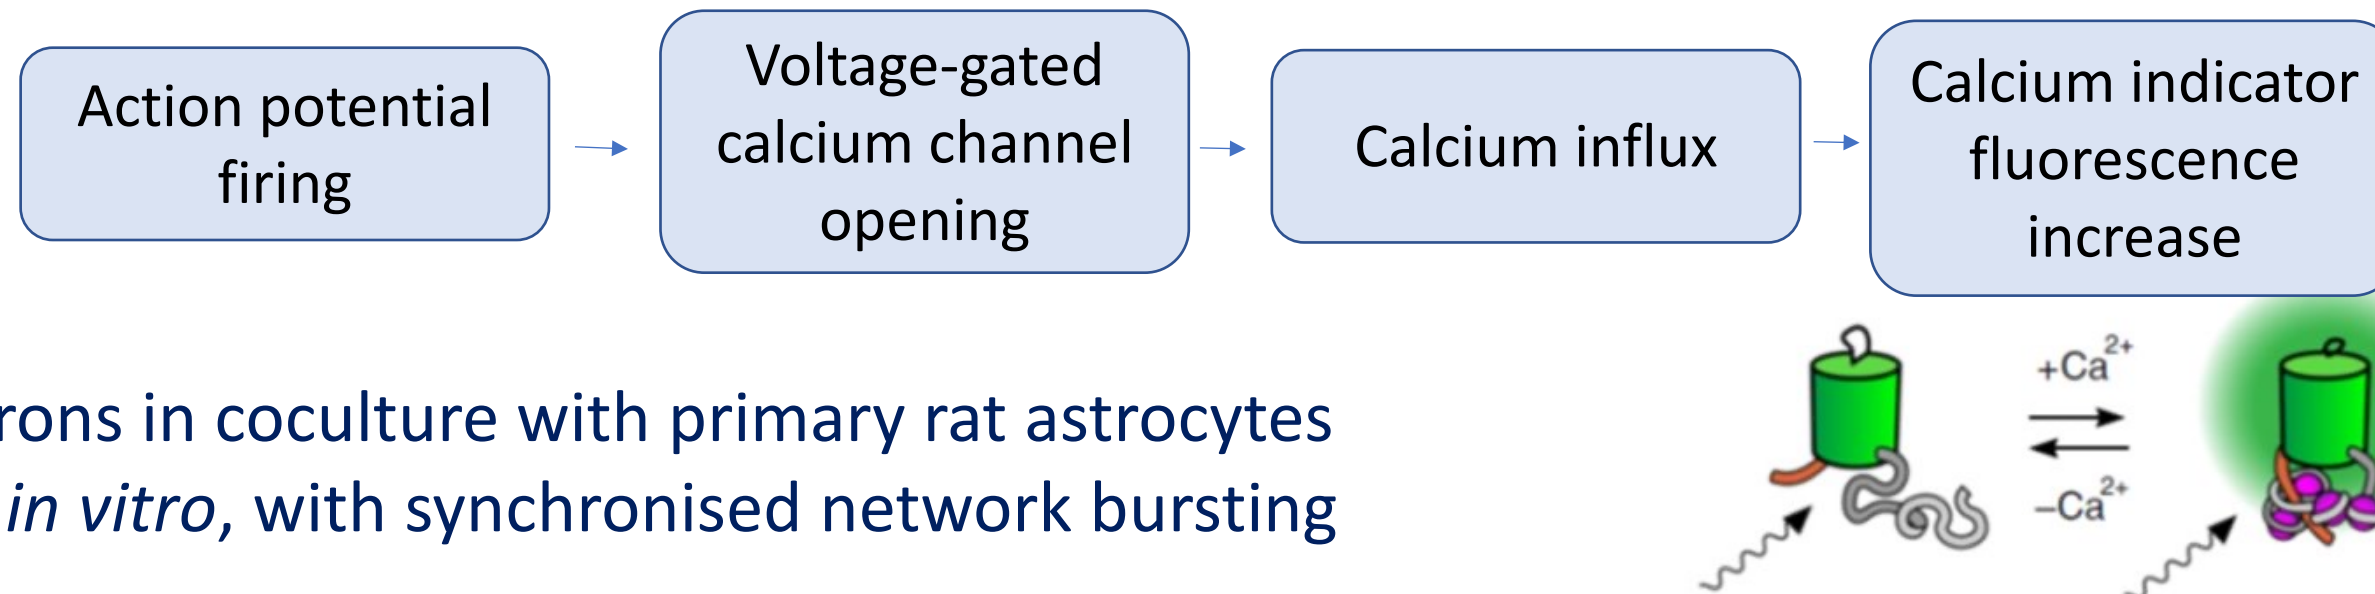 Action potential
firing
Voltage-gated
calcium channel
opening
Calcium influx
Calcium indicator
fluorescence
increase
+Ca2+
–Ca2+
rons in coculture with primary rat astrocytes
in vitro, with synchronised network bursting